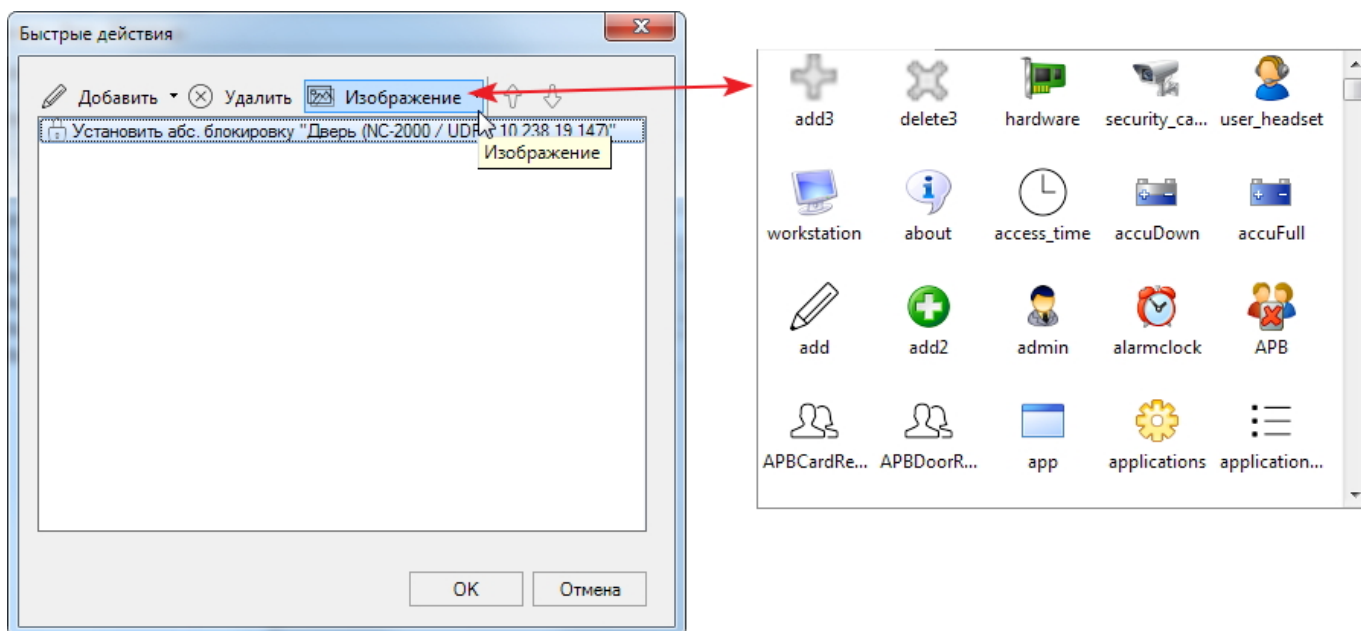 Быстрые действия
Добавить Удалить Изображение
Установить абс. блокировку "Дверь (NC-2000 / UDP 10.238.19.147)"
Изображение
OK Отмена
add3 delete3 hardware security_ca... user_headset
workstation about access_time accuDown accuFull
add add2 admin alarmclock APB
APBCardRe... APBDoorR... app applications application...